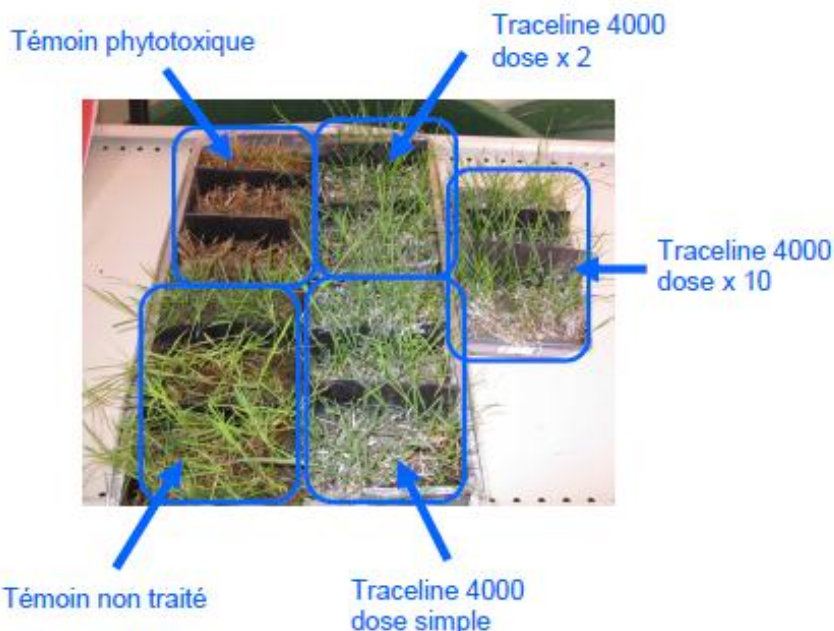 Témoin phytotoxique
Traceline 4000
dose x 2
Traceline 4000
dose x 10
Témoin non traité
Traceline 4000
dose simple